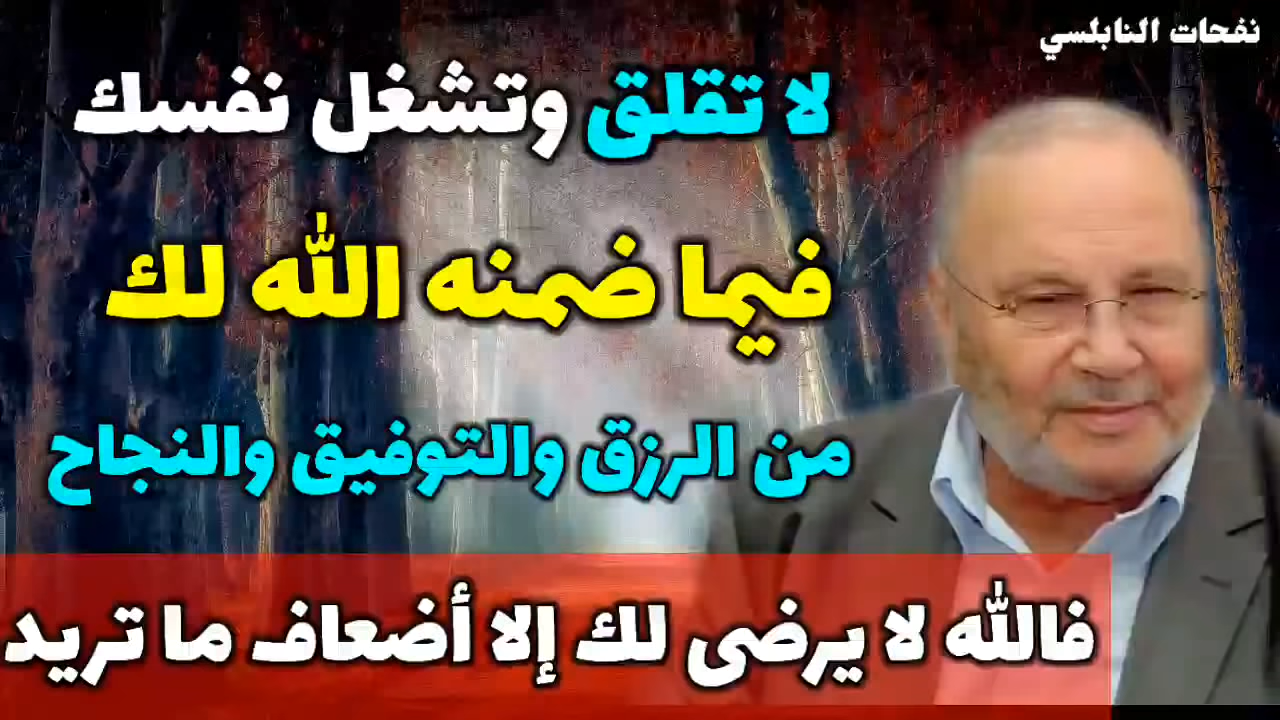 نفحات النابلسي
لا تقلق وتشغل نفسك
فيما ضمنه الله لك
من الرزق والتوفيق والنجاح
فالله لا يرضى لك إلا أضعاف ما تريد